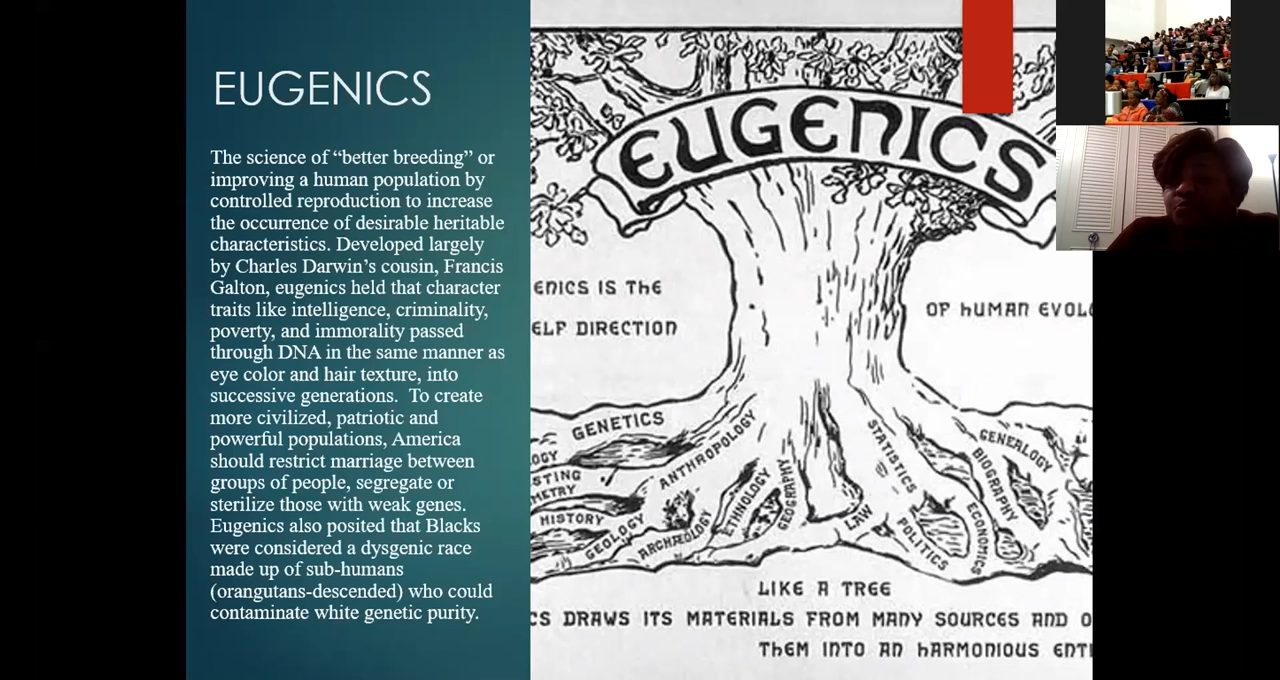 EUGENICS
The science of “better breeding” or
improving a human population by
controlled reproduction to increase
the occurrence of desirable heritable
characteristics. Developed largely
by Charles Darwin’s cousin, Francis
Galton, eugenics held that character
traits like intelligence, criminality,
poverty, and immorality passed
through DNA in the same manner as
eye color and hair texture, into
successive generations.  To create
more civilized, patriotic and
powerful populations, America
should restrict marriage between
groups of people, segregate or
sterilize those with weak genes.
Eugenics also posited that Blacks
were considered a dysgenic race
made up of sub-humans
(orangutans-descended) who could
contaminate white genetic purity.
EUGENICS
ENICS IS THE
ELF DIRECTION
OF HUMAN EVOL
GENETICS
OGY
STING
METRY
HISTORY
GEOLOGY
ANTHROPOLOGY
ARCHÆOLOGY
ETHNOLOGY
GEOGRAPHY
LAW
STATISTICS
POLITICS
ECONOMICS
BIOGRAPHY
GENEALOGY
LIKE A TREE
CS DRAWS ITS MATERIALS FROM MANY SOURCES AND O
THEM INTO AN HARMONIOUS ENTI